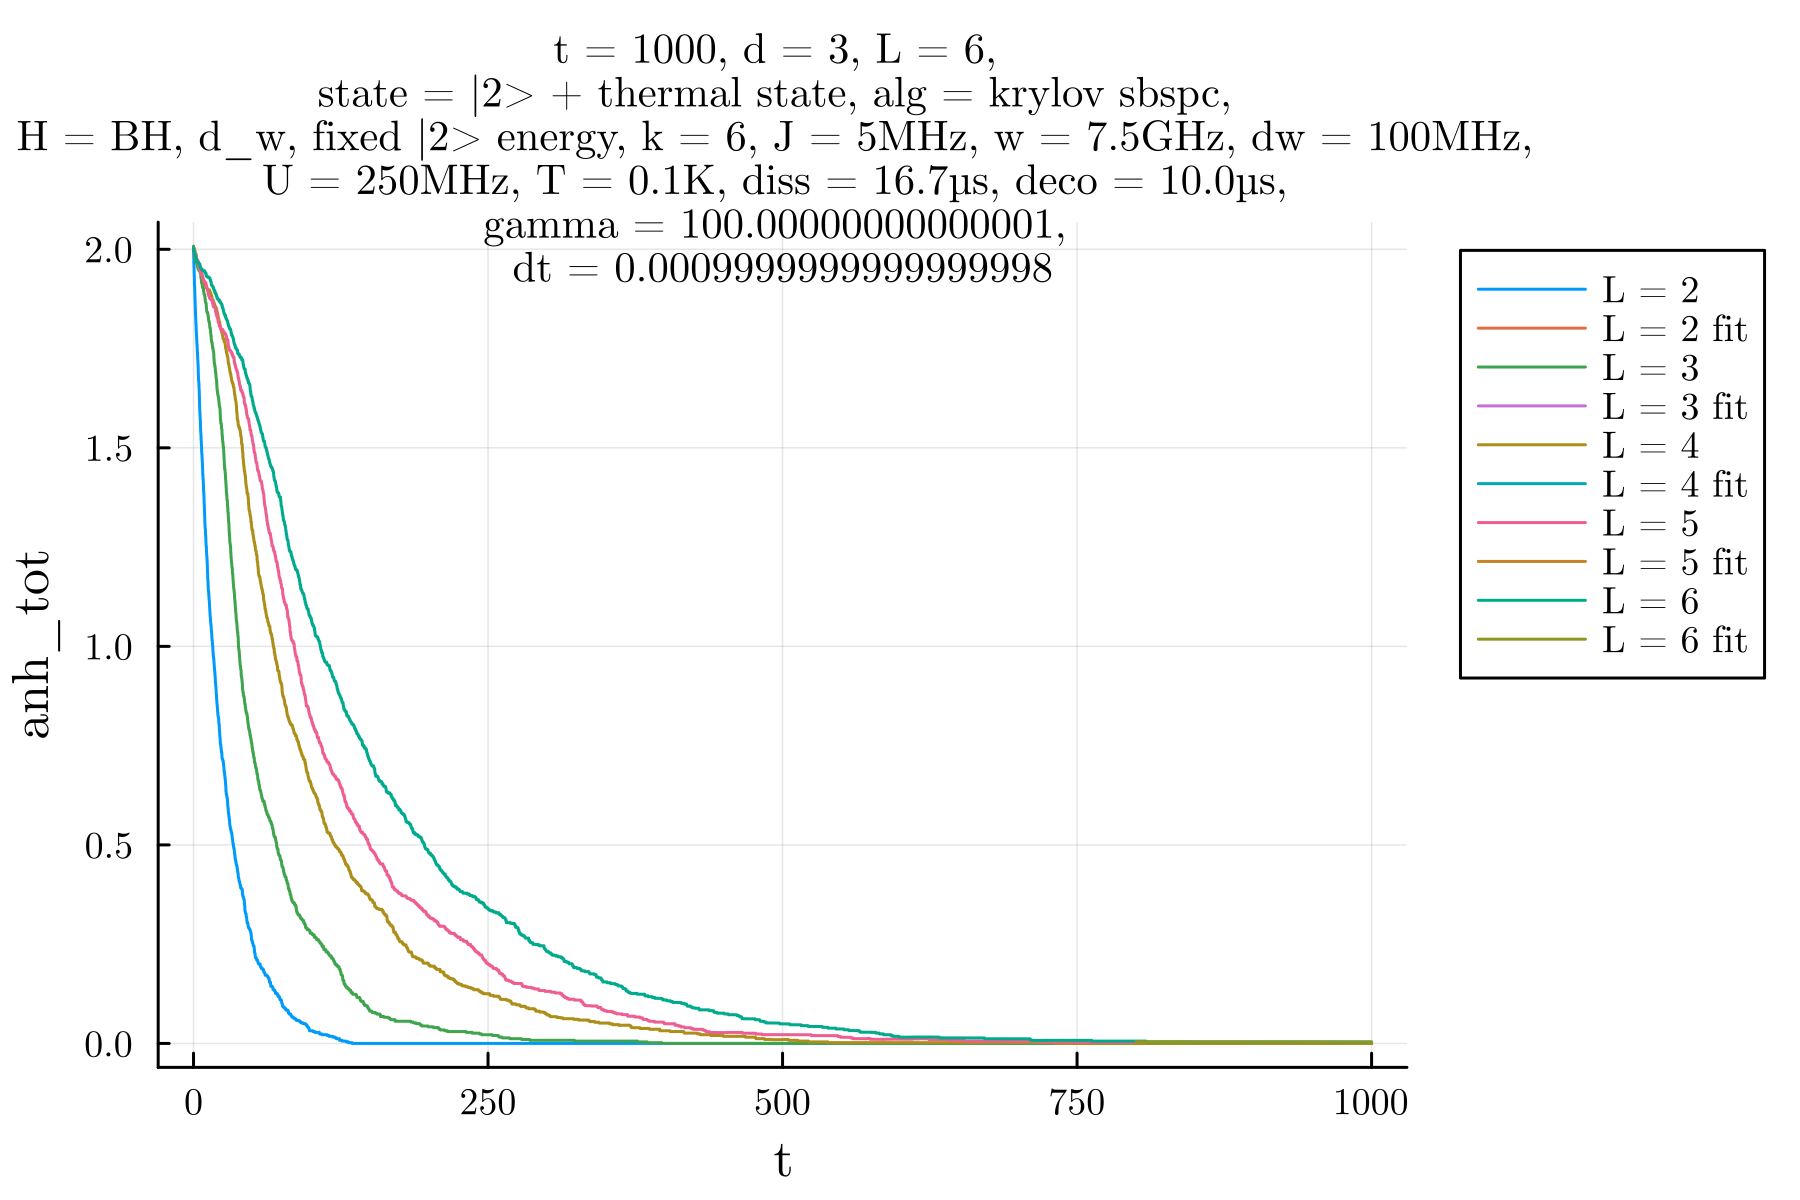 t = 1000, d = 3, L = 6,
state = |2> + thermal state, alg = krylov sbspc,
H = BH, d_w, fixed |2> energy, k = 6, J = 5MHz, w = 7.5GHz, dw = 100MHz,
U = 250MHz, T = 0.1K, diss = 16.7µs, deco = 10.0µs,
gamma = 100.00000000000001,
dt = 0.0009999999999999998
2.0
1.5
1.0
0.5
0.0
anh_tot
0 250 500 750 1000
t
L = 2
L = 2 fit
L = 3
L = 3 fit
L = 4
L = 4 fit
L = 5
L = 5 fit
L = 6
L = 6 fit